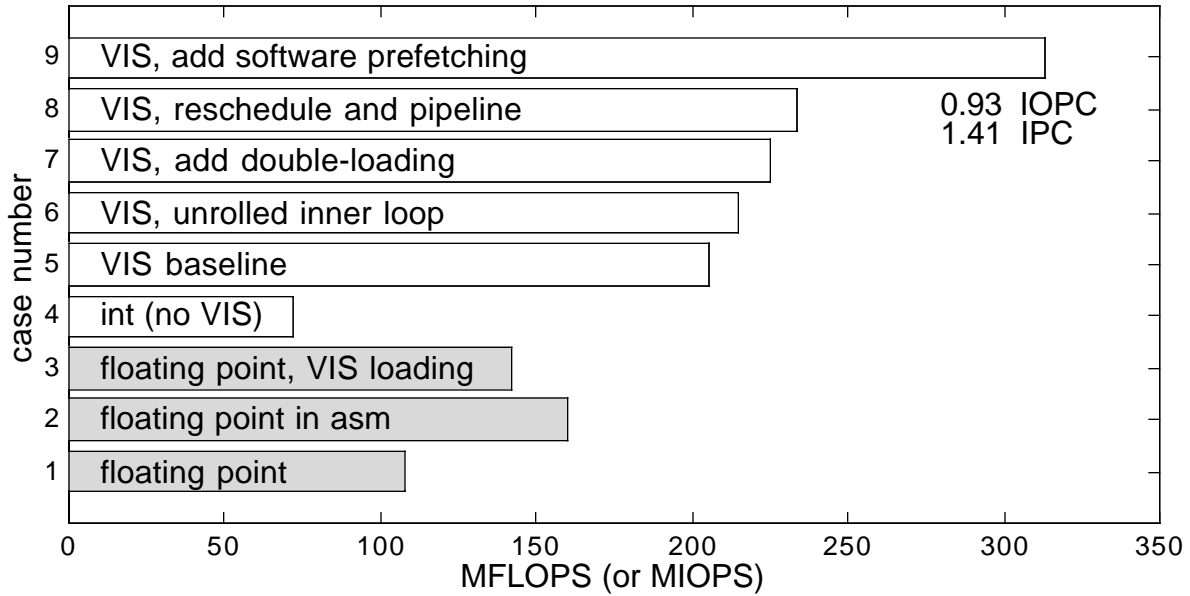 9 VIS, add software prefetching
8 VIS, reschedule and pipeline
0.93 IOPC
1.41 IPC
7 VIS, add double-loading
6 VIS, unrolled inner loop
5 VIS baseline
4 int (no VIS)
3 floating point, VIS loading
2 floating point in asm
1 floating point
case number
0 50 100 150 200 250 300 350
MFLOPS (or MIOPS)